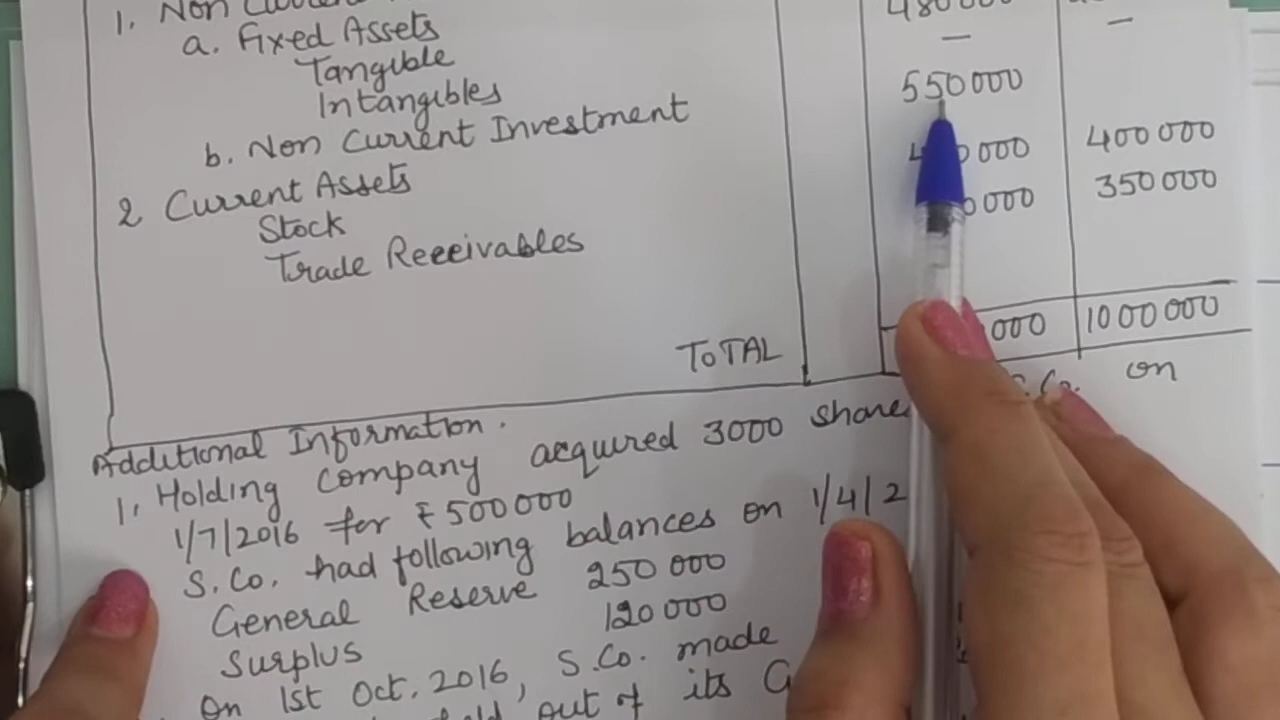 1. Non
a. Fixed Assets
Tangible — —
Intangibles 550000
b. Non Current Investment 000 400000
2 Current Assets 0000 350000
Stock
Trade Receivables
TOTAL 000 1000000
Additional Information.
1. Holding company acquired 3000 share S.Co. on
1/7/2016 for ₹500000
S.Co. had following balances on 1/4/2
General Reserve 250000
Surplus 120000
On 1st Oct. 2016, S.Co. made
out of its G